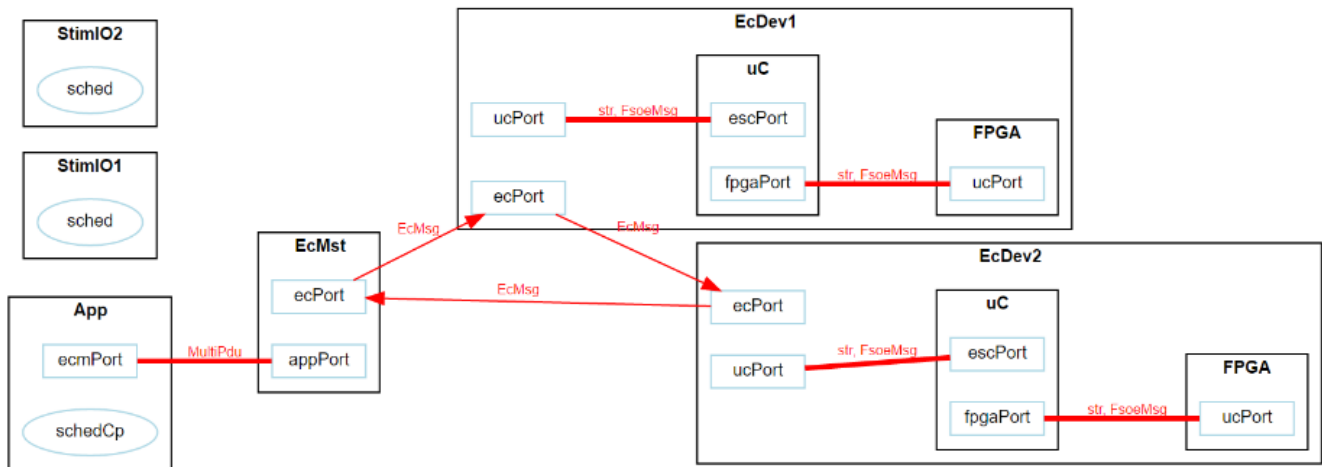 StimIO2
sched
StimIO1
sched
App
ecmPort
schedCp
MultiPdu
EcMst
ecPort
appPort
EcMsg
EcMsg
EcMsg
EcDev1
ucPort
str, FsoeMsg
ecPort
uC
escPort
fpgaPort
str, FsoeMsg
FPGA
ucPort
EcDev2
ecPort
ucPort
str, FsoeMsg
uC
escPort
fpgaPort
str, FsoeMsg
FPGA
ucPort